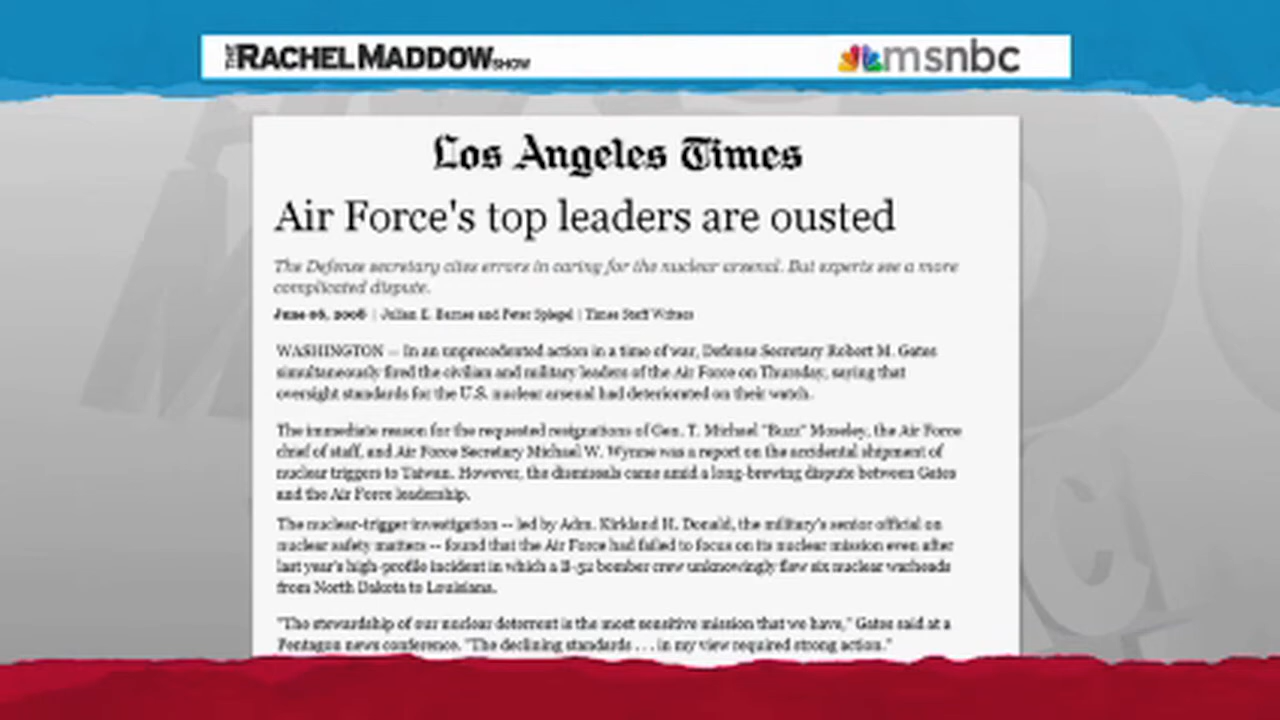 THE RACHEL MADDOW SHOW
msnbc
Los Angeles Times
Air Force's top leaders are ousted
The Defense secretary cites errors in caring for the nuclear arsenal. But experts see a more
complicated dispute.
June 06, 2008 | Julian E. Barnes and Peter Spiegel | Times Staff Writers
WASHINGTON — In an unprecedented action in a time of war, Defense Secretary Robert M. Gates
simultaneously fired the civilian and military leaders of the Air Force on Thursday, saying that
oversight standards for the U.S. nuclear arsenal had deteriorated on their watch.
The immediate reason for the requested resignations of Gen. T. Michael "Buzz" Moseley, the Air Force
chief of staff, and Air Force Secretary Michael W. Wynne was a report on the accidental shipment of
nuclear triggers to Taiwan. However, the dismissals came amid a long-brewing dispute between Gates
and the Air Force leadership.
The nuclear-trigger investigation -- led by Adm. Kirkland H. Donald, the military's senior official on
nuclear safety matters -- found that the Air Force had failed to focus on its nuclear mission even after
last year's high-profile incident in which a B-52 bomber crew unknowingly flew six nuclear warheads
from North Dakota to Louisiana.
"The stewardship of our nuclear deterrent is the most sensitive mission that we have," Gates said at a
Pentagon news conference. "The declining standards . . . in my view required strong action."